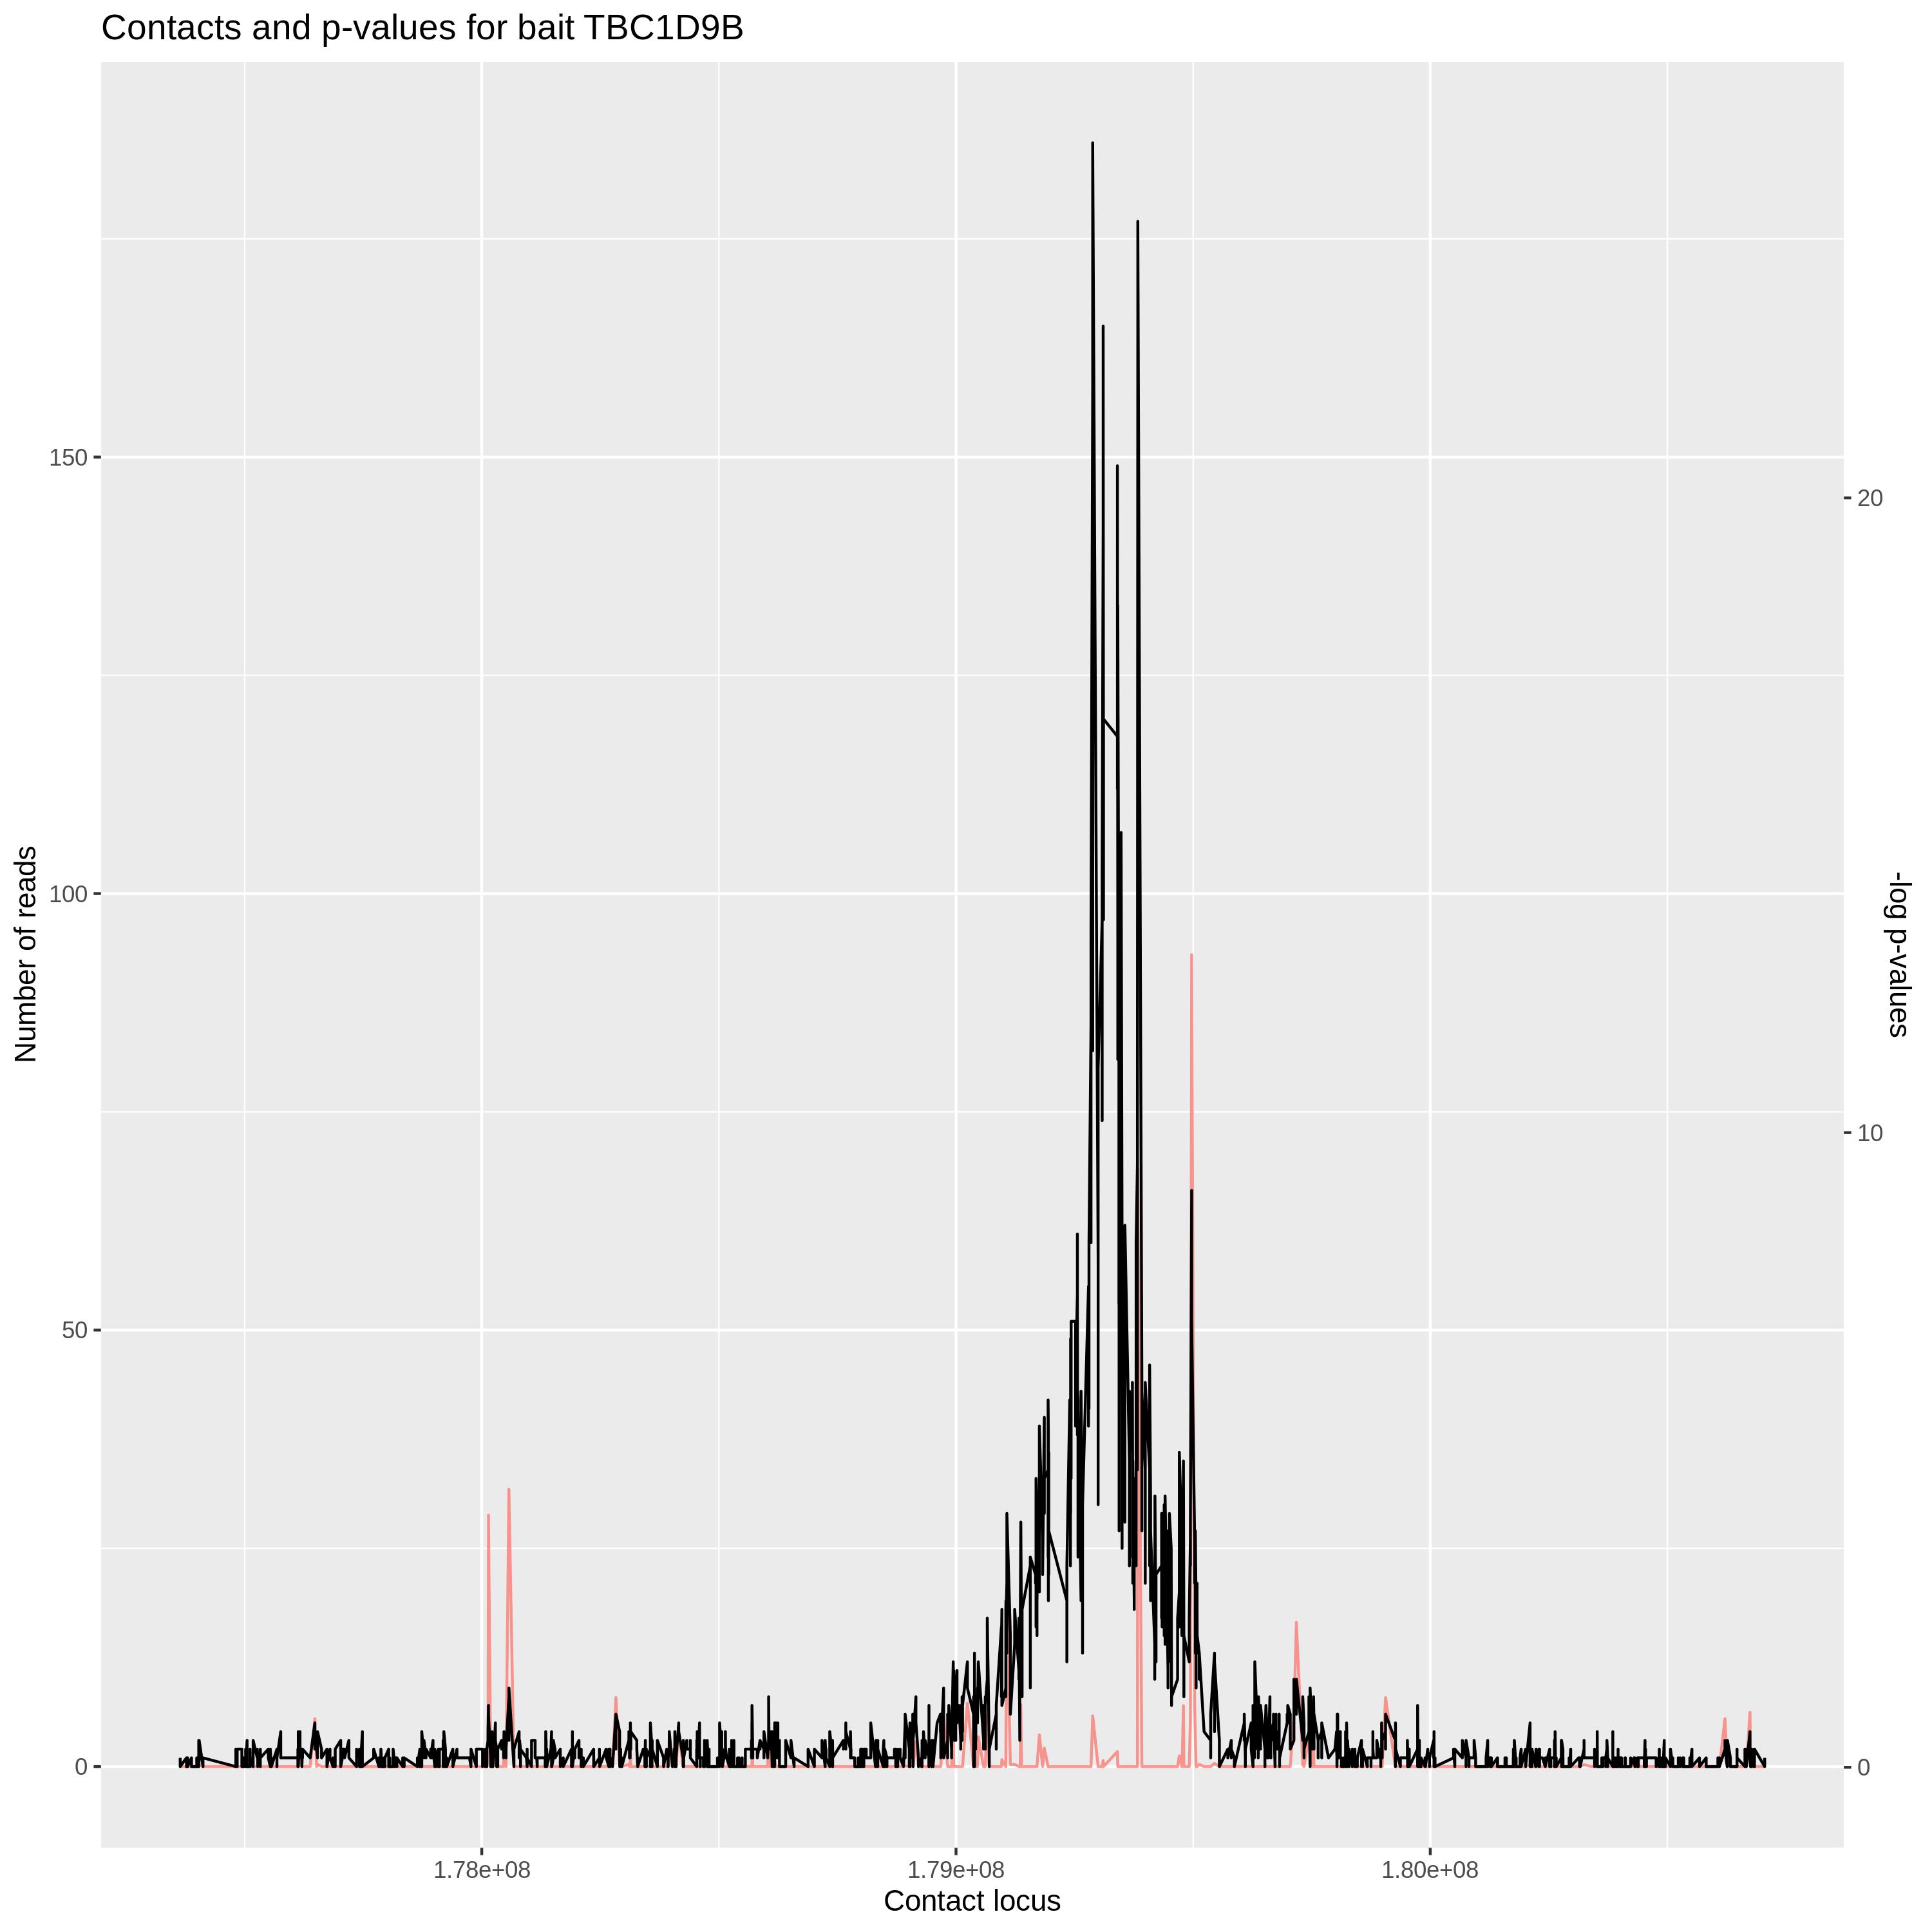 Contacts and p-values for bait TBC1D9B
Number of reads
150
100
50
0
20
10
0
-log p-values
1.78e+08 1.79e+08 1.80e+08
Contact locus